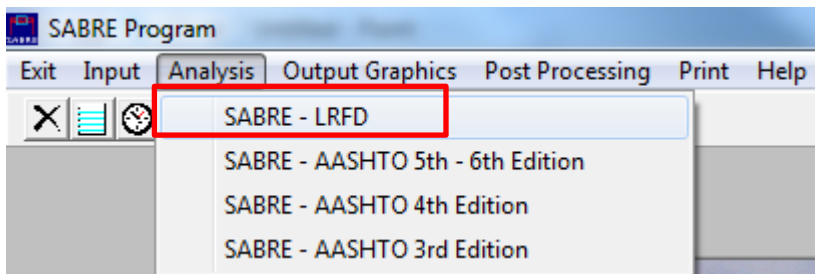 SABRE Program
Exit Input Analysis Output Graphics Post Processing Print Help
SABRE - LRFD
SABRE - AASHTO 5th - 6th Edition
SABRE - AASHTO 4th Edition
SABRE - AASHTO 3rd Edition